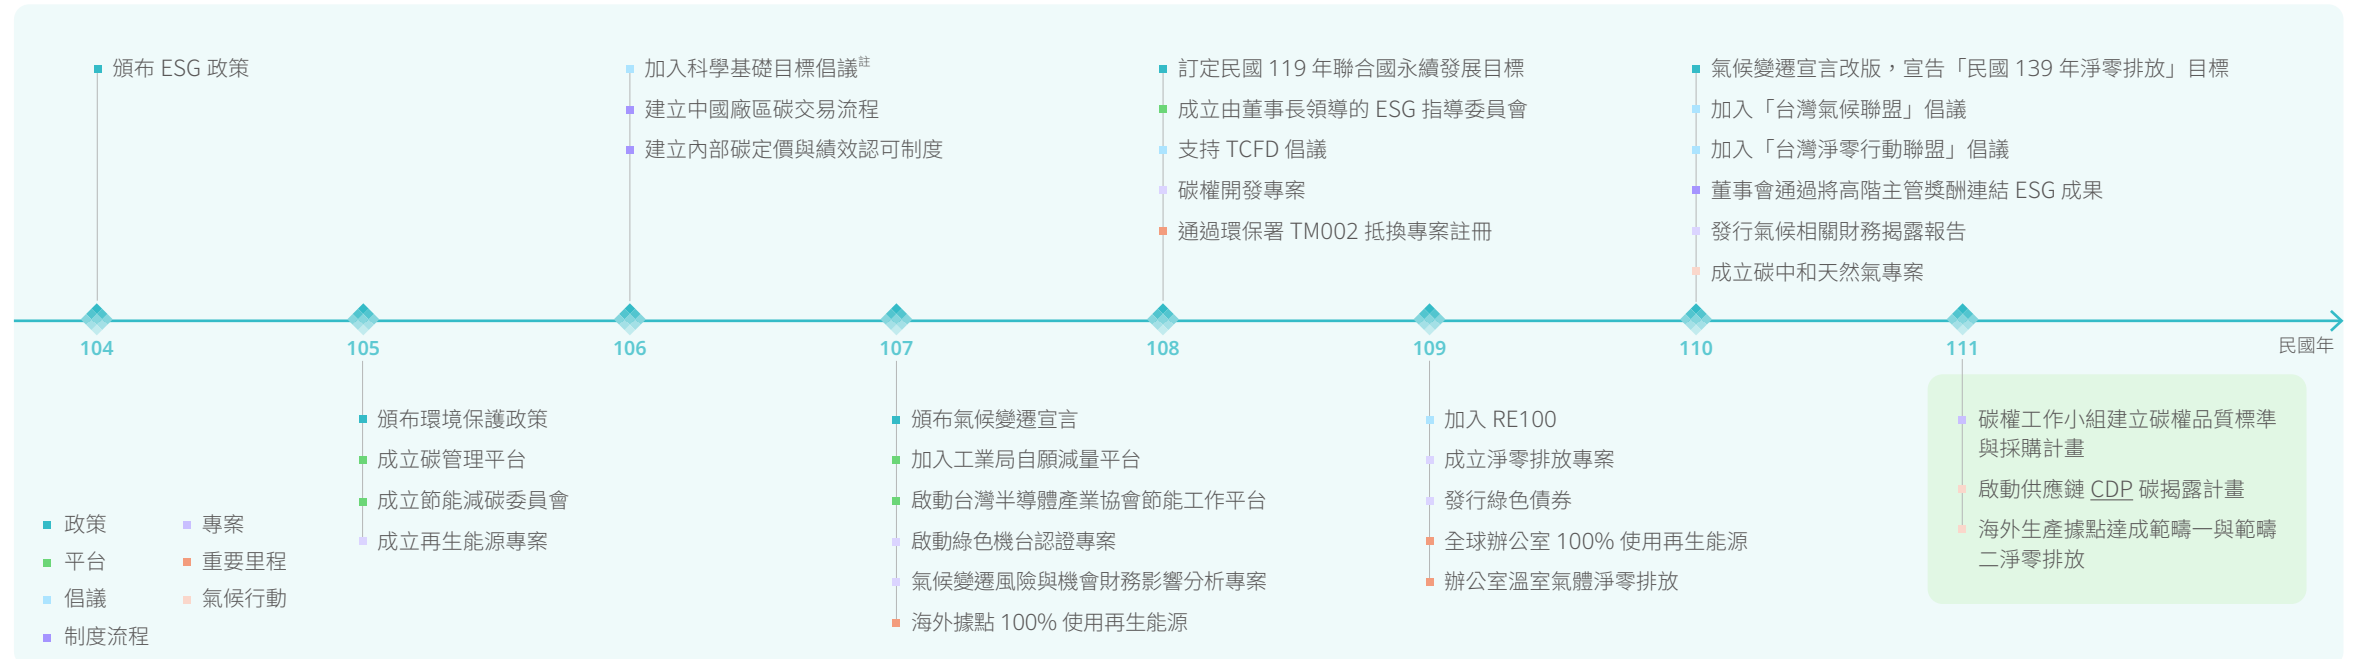 頒布 ESG 政策
加入科學基礎目標倡議註
建立中國廠區碳交易流程
建立內部碳定價與績效認可制度
訂定民國 119 年聯合國永續發展目標
成立由董事長領導的 ESG 指導委員會
支持 TCFD 倡議
碳權開發專案
通過環保署 TM002 抵換專案註冊
氣候變遷宣言改版，宣告「民國 139 年淨零排放」目標
加入「台灣氣候聯盟」倡議
加入「台灣淨零行動聯盟」倡議
董事會通過將高階主管獎酬連結 ESG 成果
發行氣候相關財務揭露報告
成立碳中和天然氣專案
104
105
106
107
108
109
110
111
民國年
頒布環境保護政策
成立碳管理平台
成立節能減碳委員會
成立再生能源專案
頒布氣候變遷宣言
加入工業局自願減量平台
啟動台灣半導體產業協會節能工作平台
啟動綠色機台認證專案
氣候變遷風險與機會財務影響分析專案
海外據點 100% 使用再生能源
加入 RE100
成立淨零排放專案
發行綠色債券
全球辦公室 100% 使用再生能源
辦公室溫室氣體淨零排放
碳權工作小組建立碳權品質標準
與採購計畫
啟動供應鏈 CDP 碳揭露計畫
海外生產據點達成範疇一與範疇
二淨零排放
政策
平台
倡議
制度流程
專案
重要里程
氣候行動